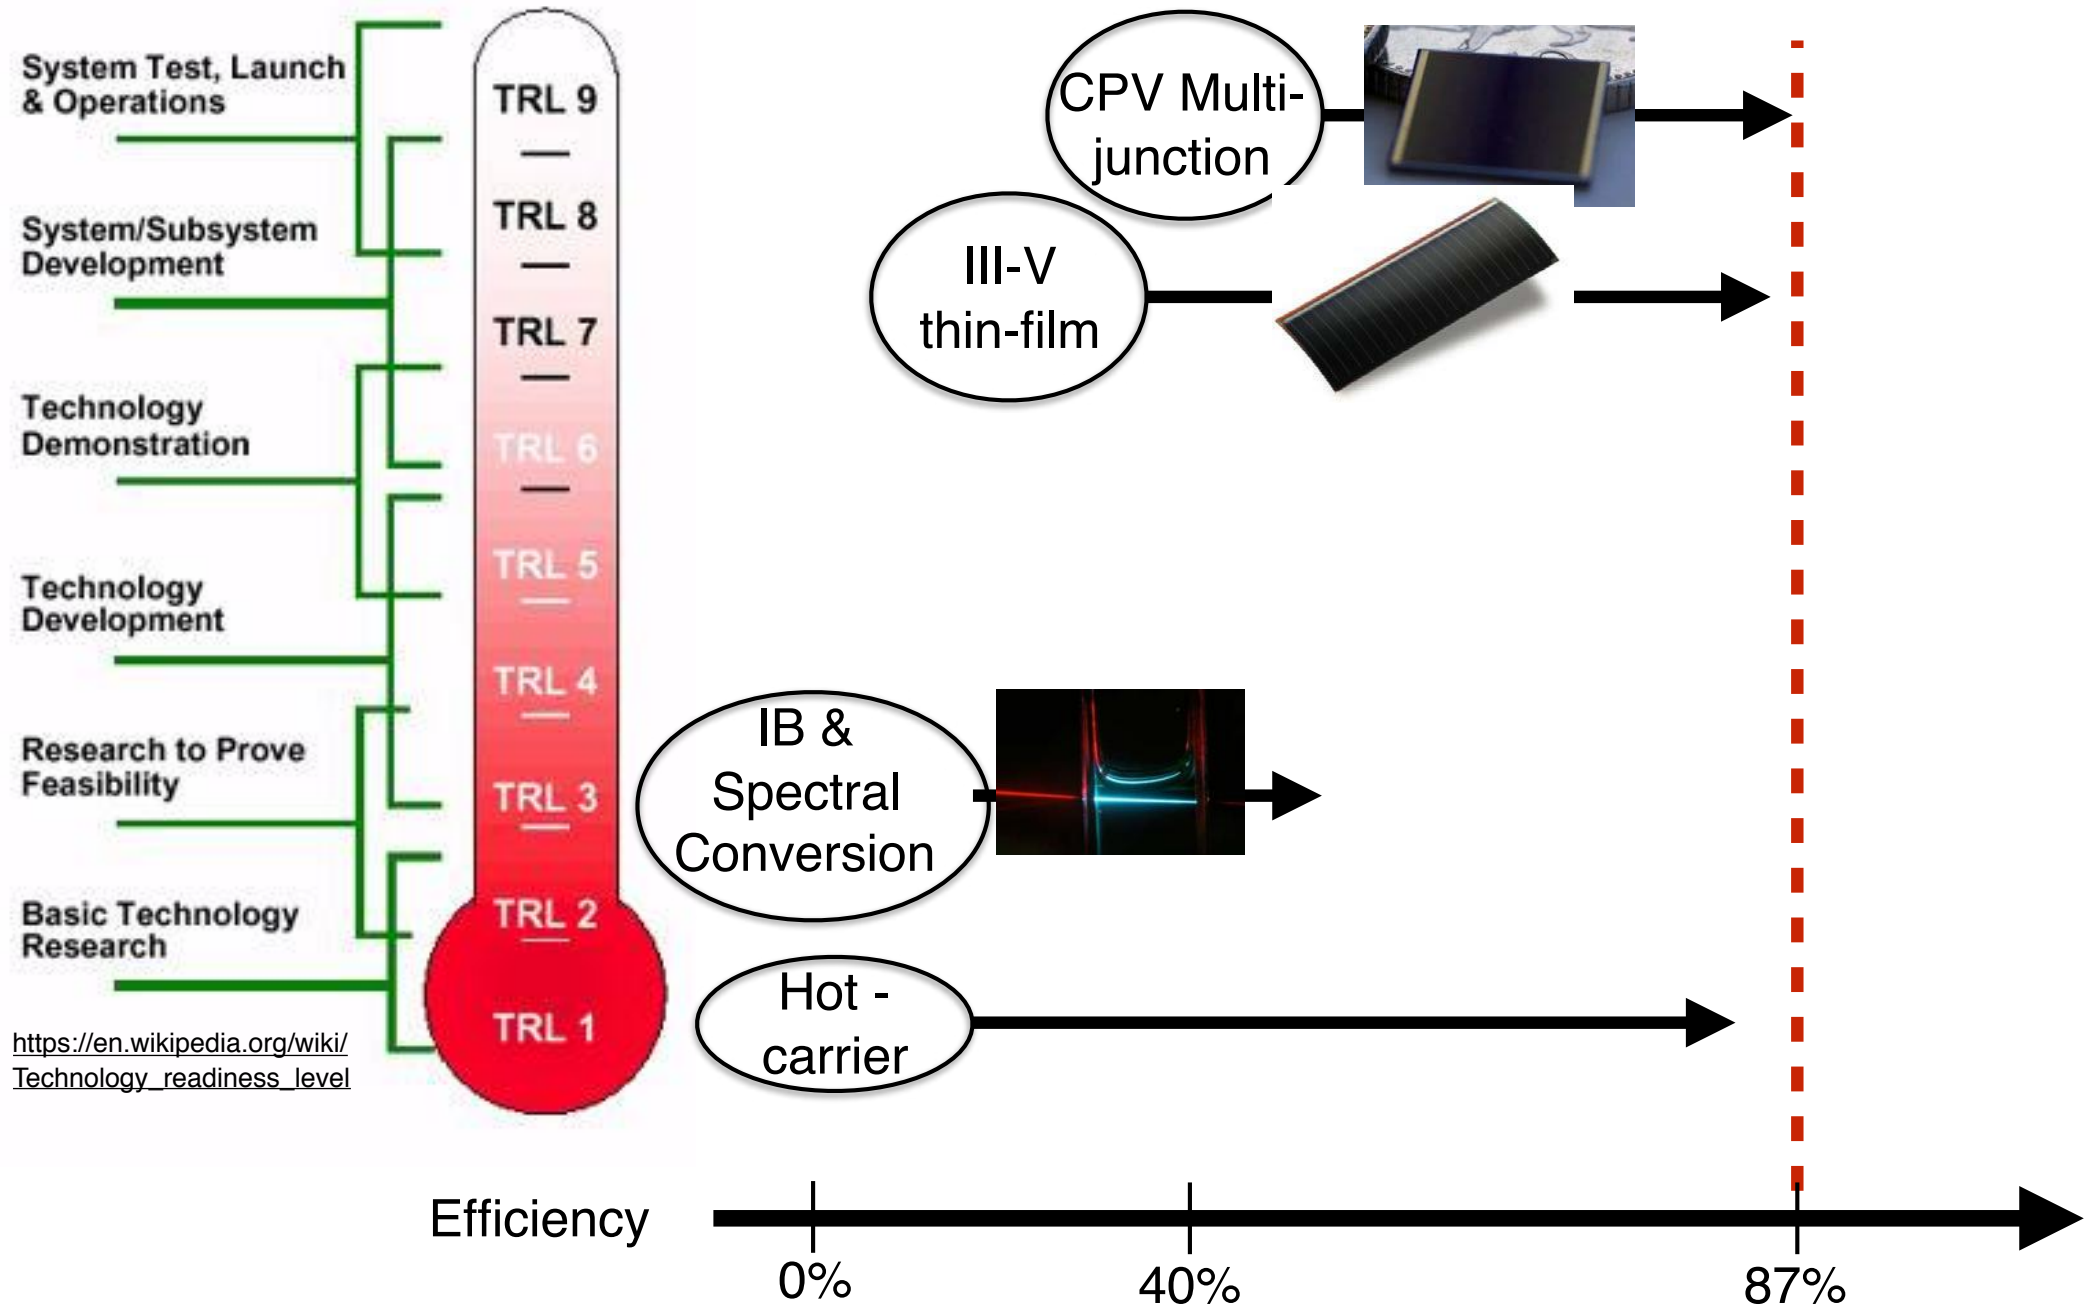 System Test, Launch
& Operations
System/Subsystem
Development
Technology
Demonstration
Technology
Development
Research to Prove
Feasibility
Basic Technology
Research
https://en.wikipedia.org/wiki/
Technology_readiness_level
TRL 9
TRL 8
TRL 7
TRL 6
TRL 5
TRL 4
TRL 3
TRL 2
TRL 1
CPV Multi-
junction
III-V
thin-film
IB &
Spectral
Conversion
Hot -
carrier
Efficiency
0%
40%
87%